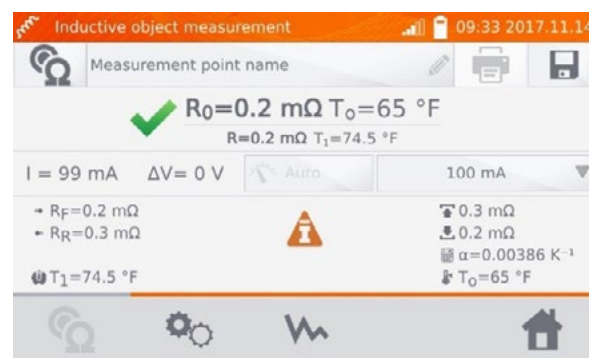 Inductive object measurement 09:33 2017.11.14
Measurement point name
R₀=0.2 mΩ Tₒ=65 °F
R=0.2 mΩ T₁=74.5 °F
I = 99 mA ΔV= 0 V Auto 100 mA
RF=0.2 mΩ 0.3 mΩ
RR=0.3 mΩ 0.2 mΩ
α=0.00386 K⁻¹
T₁=74.5 °F Tₒ=65 °F